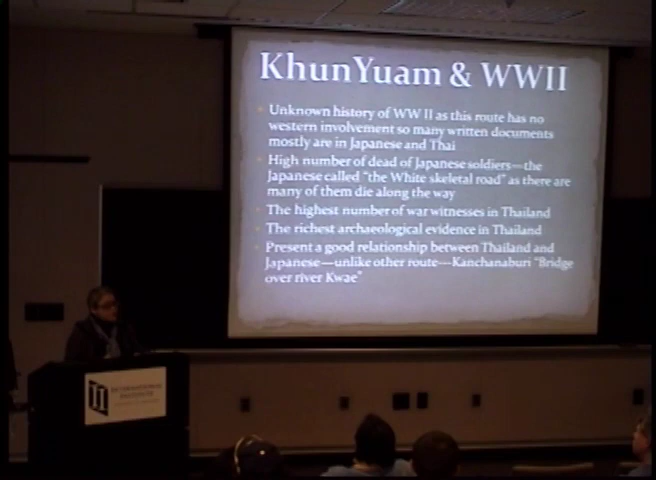 KhunYuam & WWII
Unknown history of WW II as this route has no
western involvement so many written documents
mostly are in Japanese and Thai
High number of dead of Japanese soldiers—the
Japanese called "the White skeletal road" as there are
many of them die along the way
The highest number of war witnesses in Thailand
The richest archaeological evidence in Thailand
Present a good relationship between Thailand and
Japanese—unlike other route—Kanchanaburi "Bridge
over river Kwae"
INTERNATIONAL
INSTITUTE